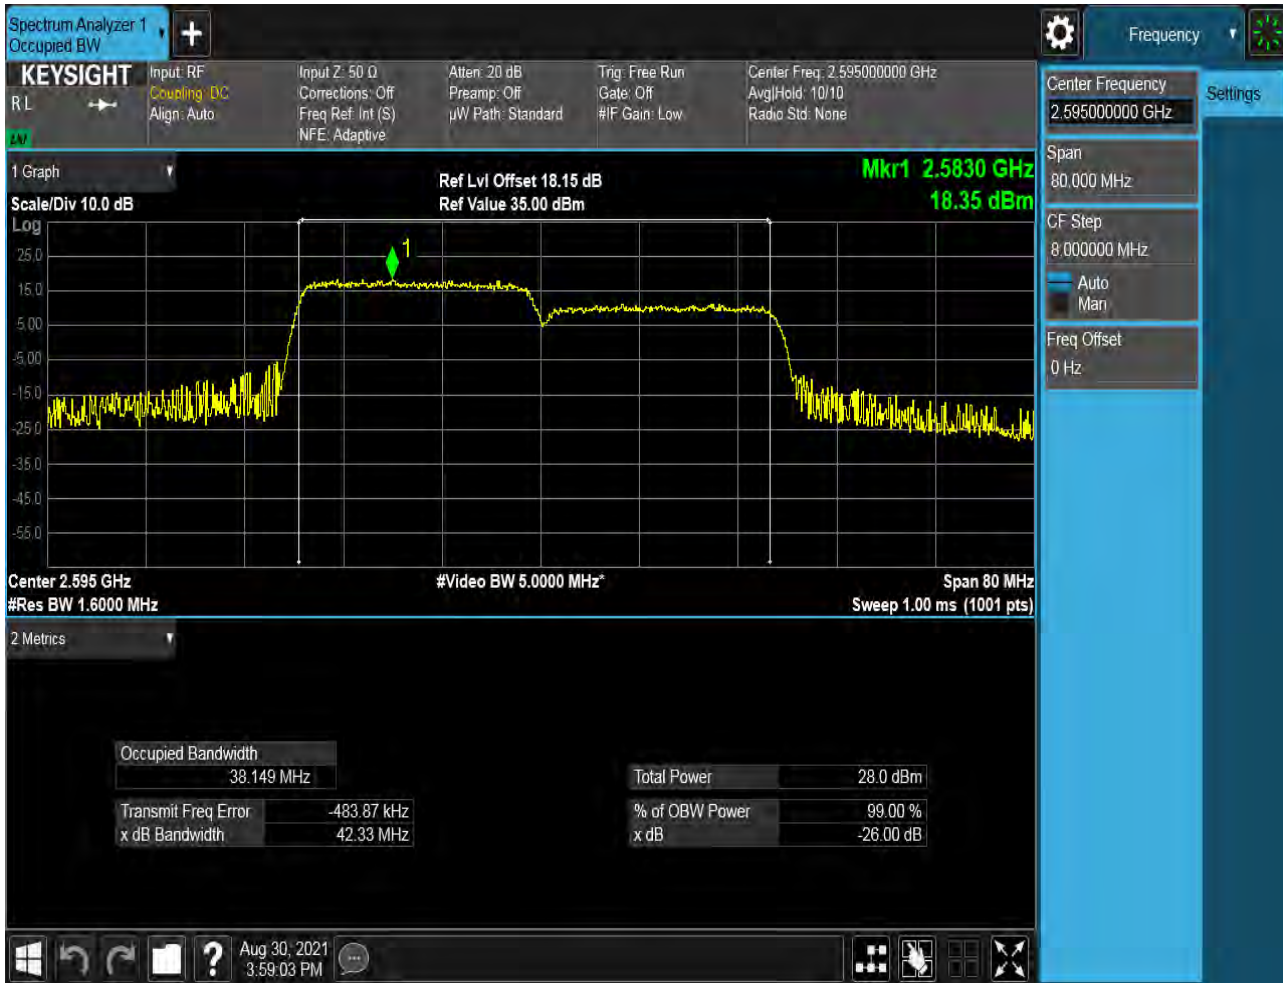 Spectrum Analyzer 1
Occupied BW
+
Frequency
KEYSIGHT
RL
LNI
Input: RF
Coupling: DC
Align: Auto
Input Z: 50 Ω
Corrections: Off
Freq Ref: Int (S)
NFE: Adaptive
Atten: 20 dB
Preamp: Off
µW Path: Standard
Trig: Free Run
Gate: Off
#IF Gain: Low
Center Freq: 2.595000000 GHz
Avg|Hold: 10/10
Radio Std: None
Center Frequency
2.595000000 GHz
Settings
Span
80.000 MHz
CF Step
8.000000 MHz
Auto
Man
Freq Offset
0 Hz
1 Graph
Scale/Div 10.0 dB
Log
Ref Lvl Offset 18.15 dB
Ref Value 35.00 dBm
Mkr1 2.5830 GHz
18.35 dBm
1
25.0
15.0
5.00
-5.00
-15.0
-25.0
-35.0
-45.0
-55.0
Center 2.595 GHz
#Video BW 5.0000 MHz*
Span 80 MHz
#Res BW 1.6000 MHz
Sweep 1.00 ms (1001 pts)
2 Metrics
Occupied Bandwidth
38.149 MHz
Total Power 28.0 dBm
Transmit Freq Error -483.87 kHz
% of OBW Power 99.00 %
x dB Bandwidth 42.33 MHz
x dB -26.00 dB
?
Aug 30, 2021
3:59:03 PM